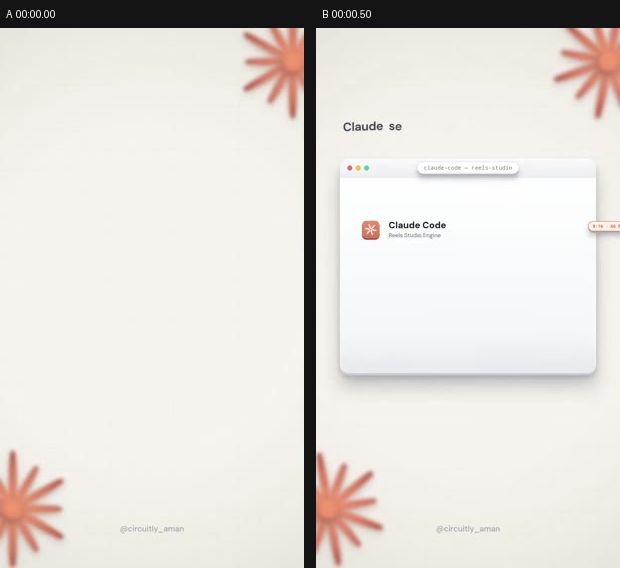 A 00:00.00
B 00:00.50
Claude se
claude-code — reels-studio
Claude Code
Reels Studio Engine
@circuitly_aman
@circuitly_aman